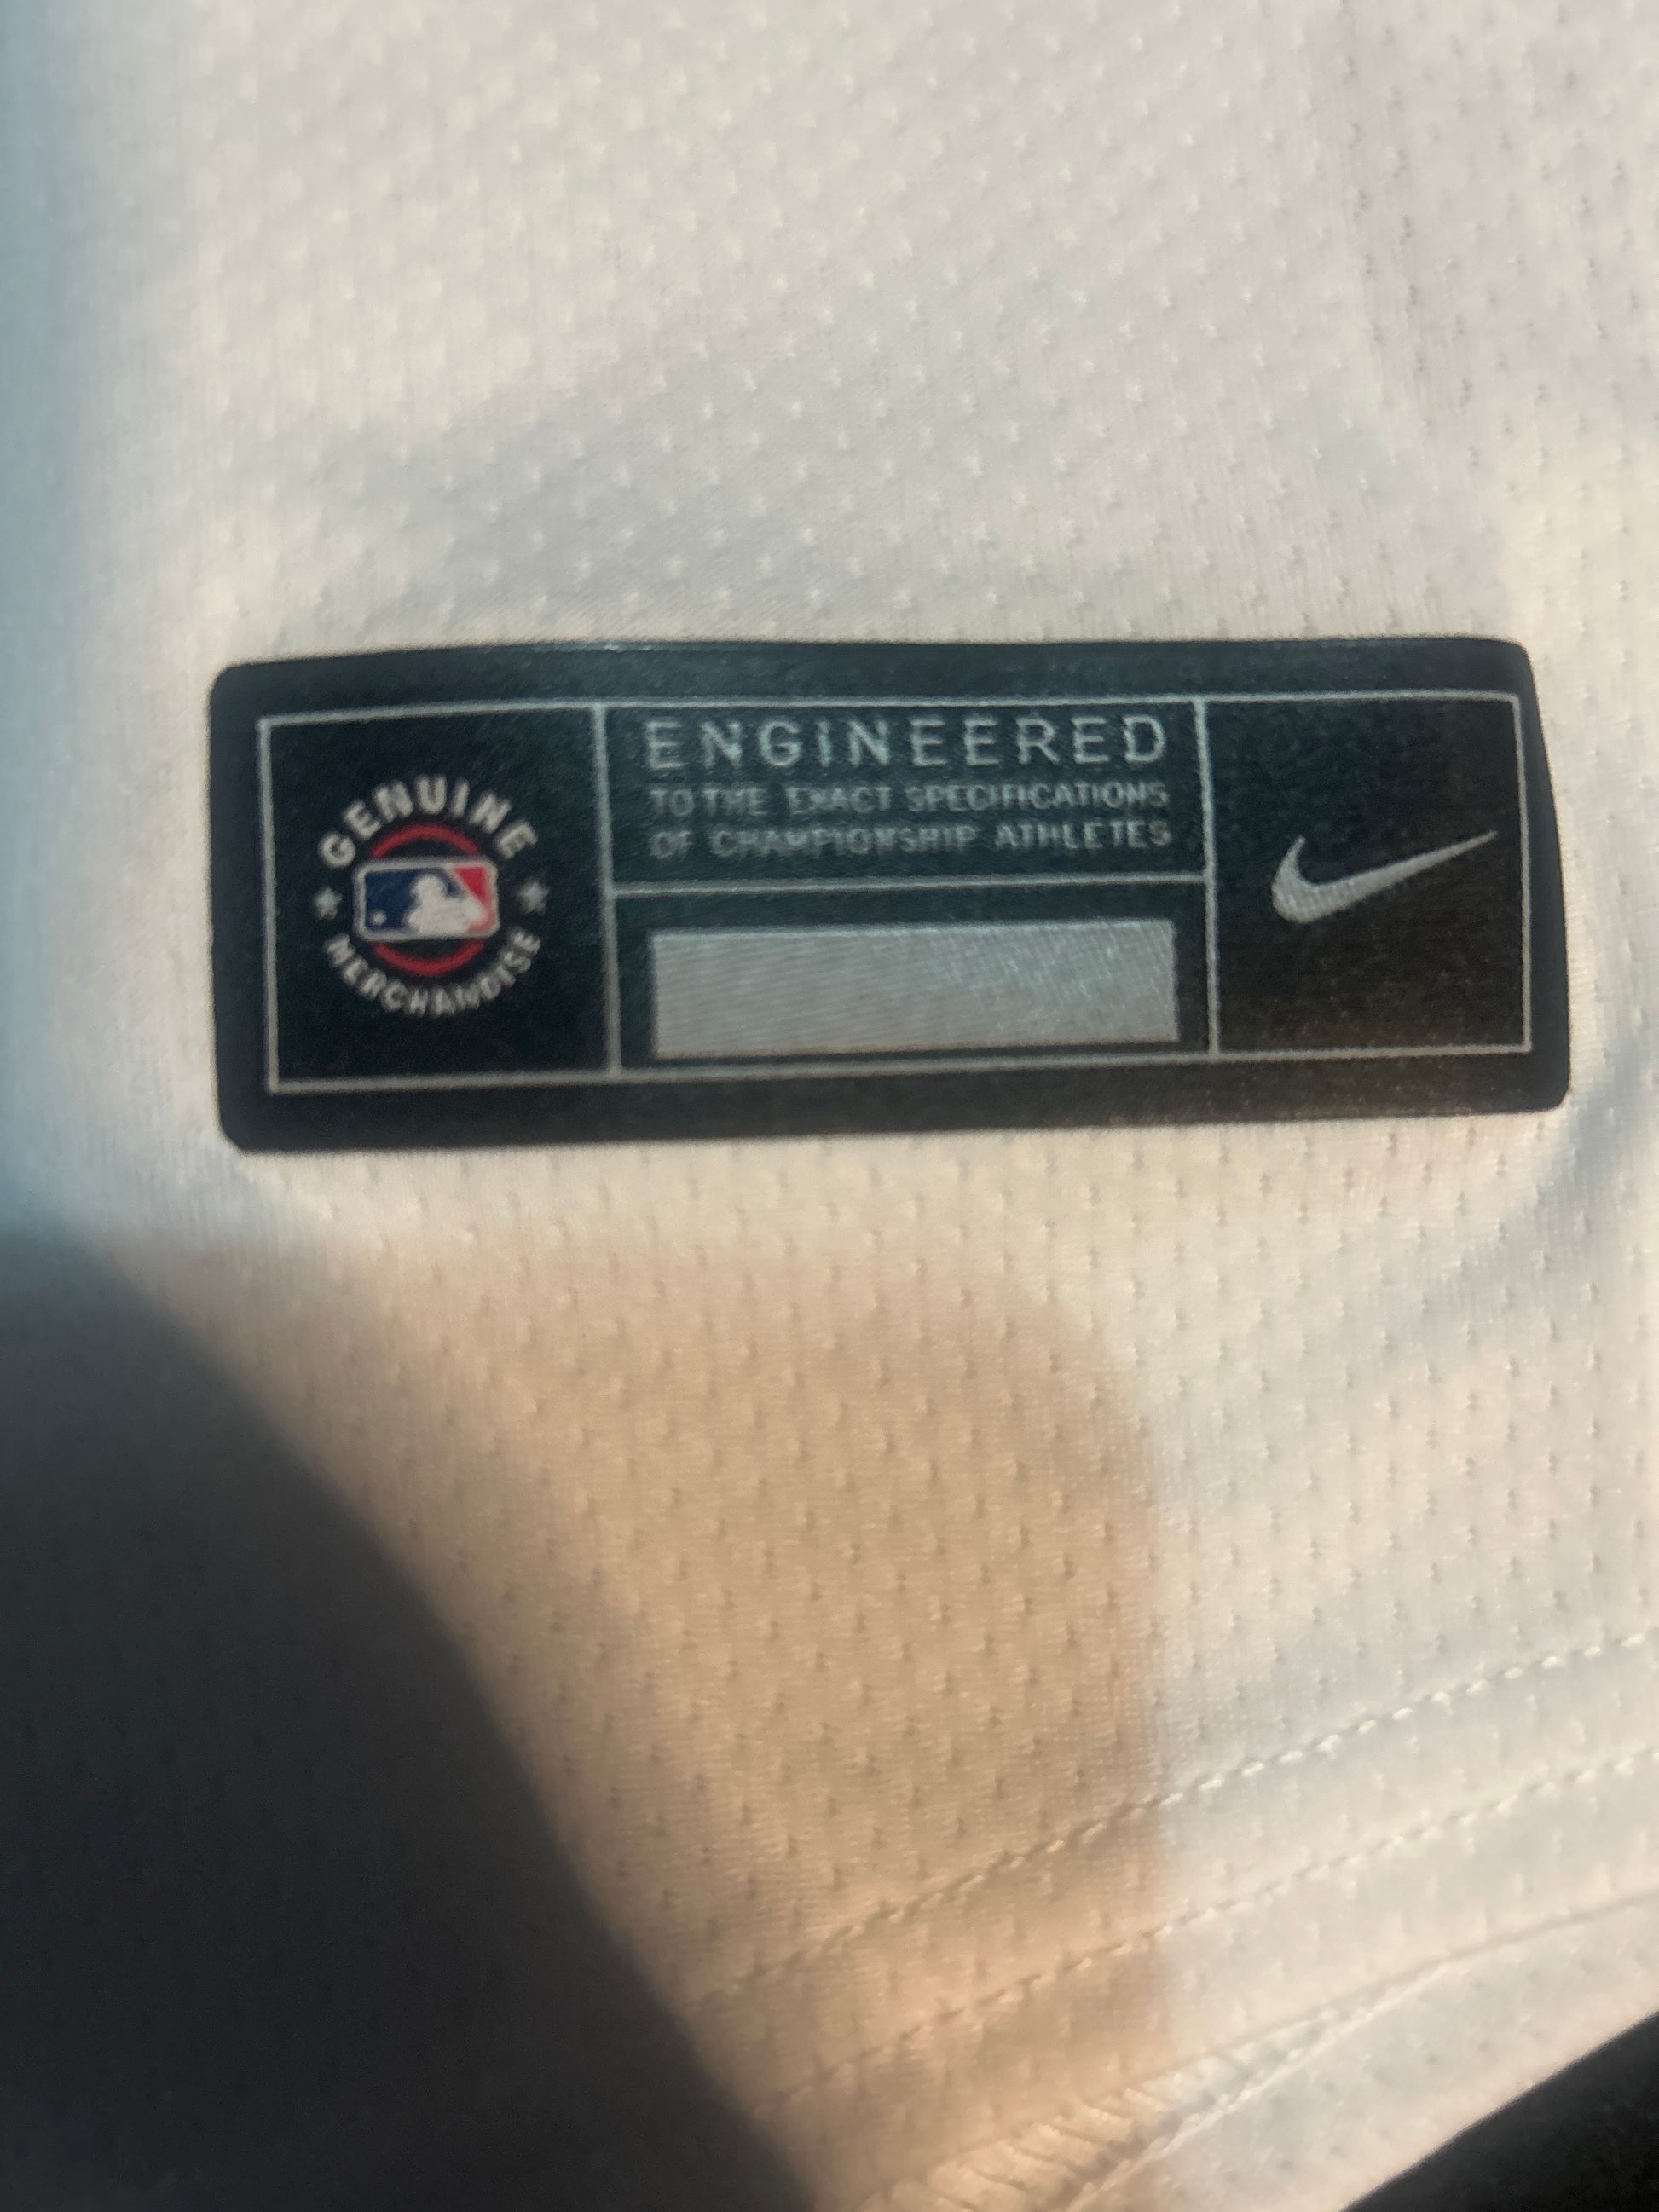 GENUINE
MERCHANDISE
ENGINEERED
TO THE EXACT SPECIFICATIONS
OF CHAMPIONSHIP ATHLETES